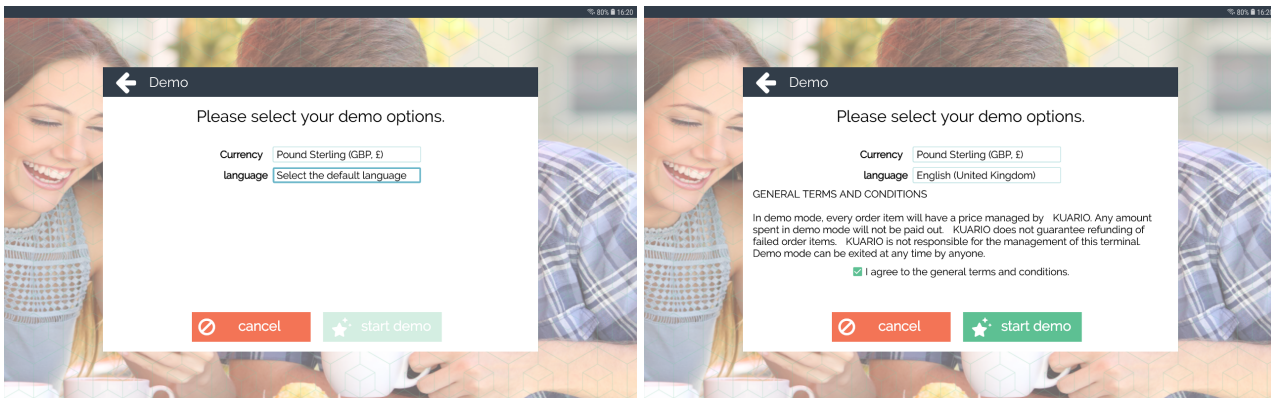 80% 16:20
Demo
Please select your demo options.
Currency Pound Sterling (GBP, £)
language Select the default language
cancel start demo
80% 16:20
Demo
Please select your demo options.
Currency Pound Sterling (GBP, £)
language English (United Kingdom)
GENERAL TERMS AND CONDITIONS
In demo mode, every order item will have a price managed by KUARIO. Any amount
spent in demo mode will not be paid out. KUARIO does not guarantee refunding of
failed order items. KUARIO is not responsible for the management of this terminal.
Demo mode can be exited at any time by anyone.
I agree to the general terms and conditions.
cancel start demo